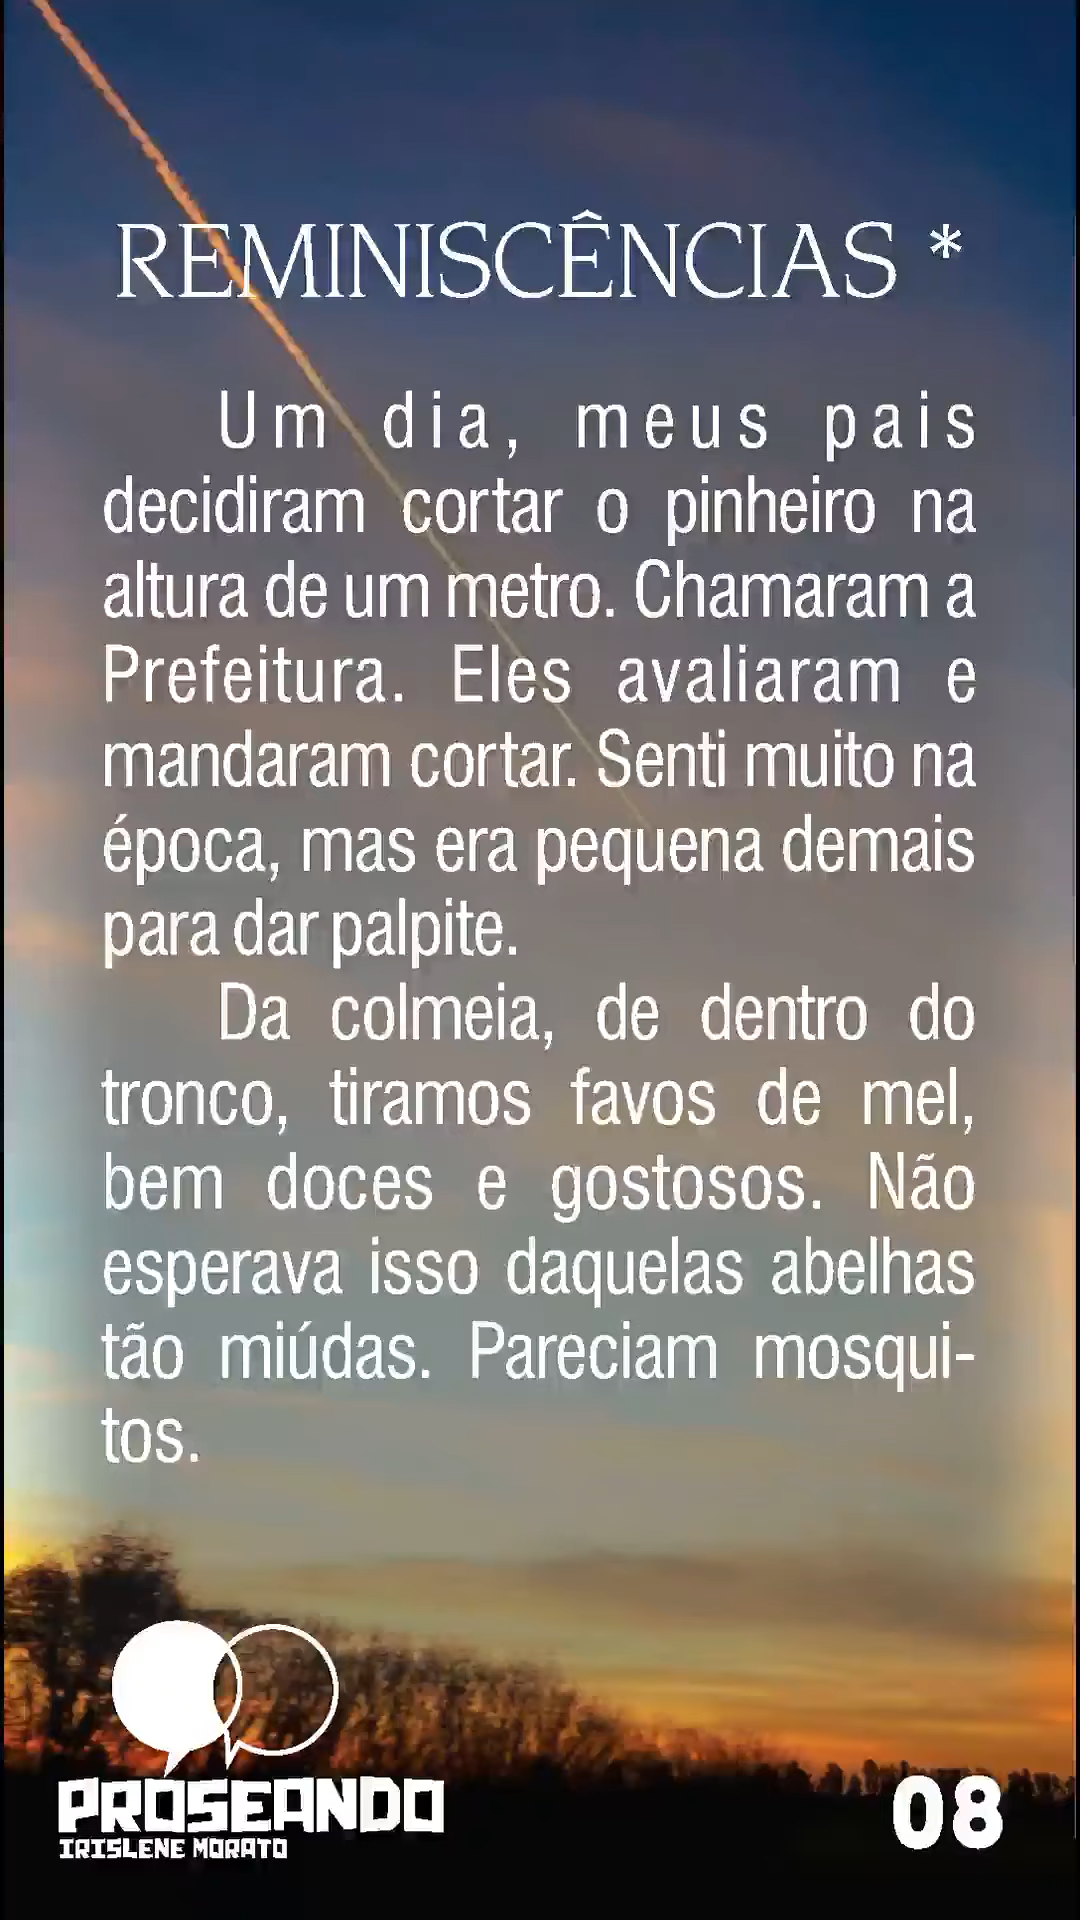 REMINISCÊNCIAS *
Um dia, meus pais
decidiram cortar o pinheiro na
altura de um metro. Chamaram a
Prefeitura. Eles avaliaram e
mandaram cortar. Senti muito na
época, mas era pequena demais
para dar palpite.
Da colmeia, de dentro do
tronco, tiramos favos de mel,
bem doces e gostosos. Não
esperava isso daquelas abelhas
tão miúdas. Pareciam mosqui-
tos.
PROSEANDO
IRISLENE MORATO
08